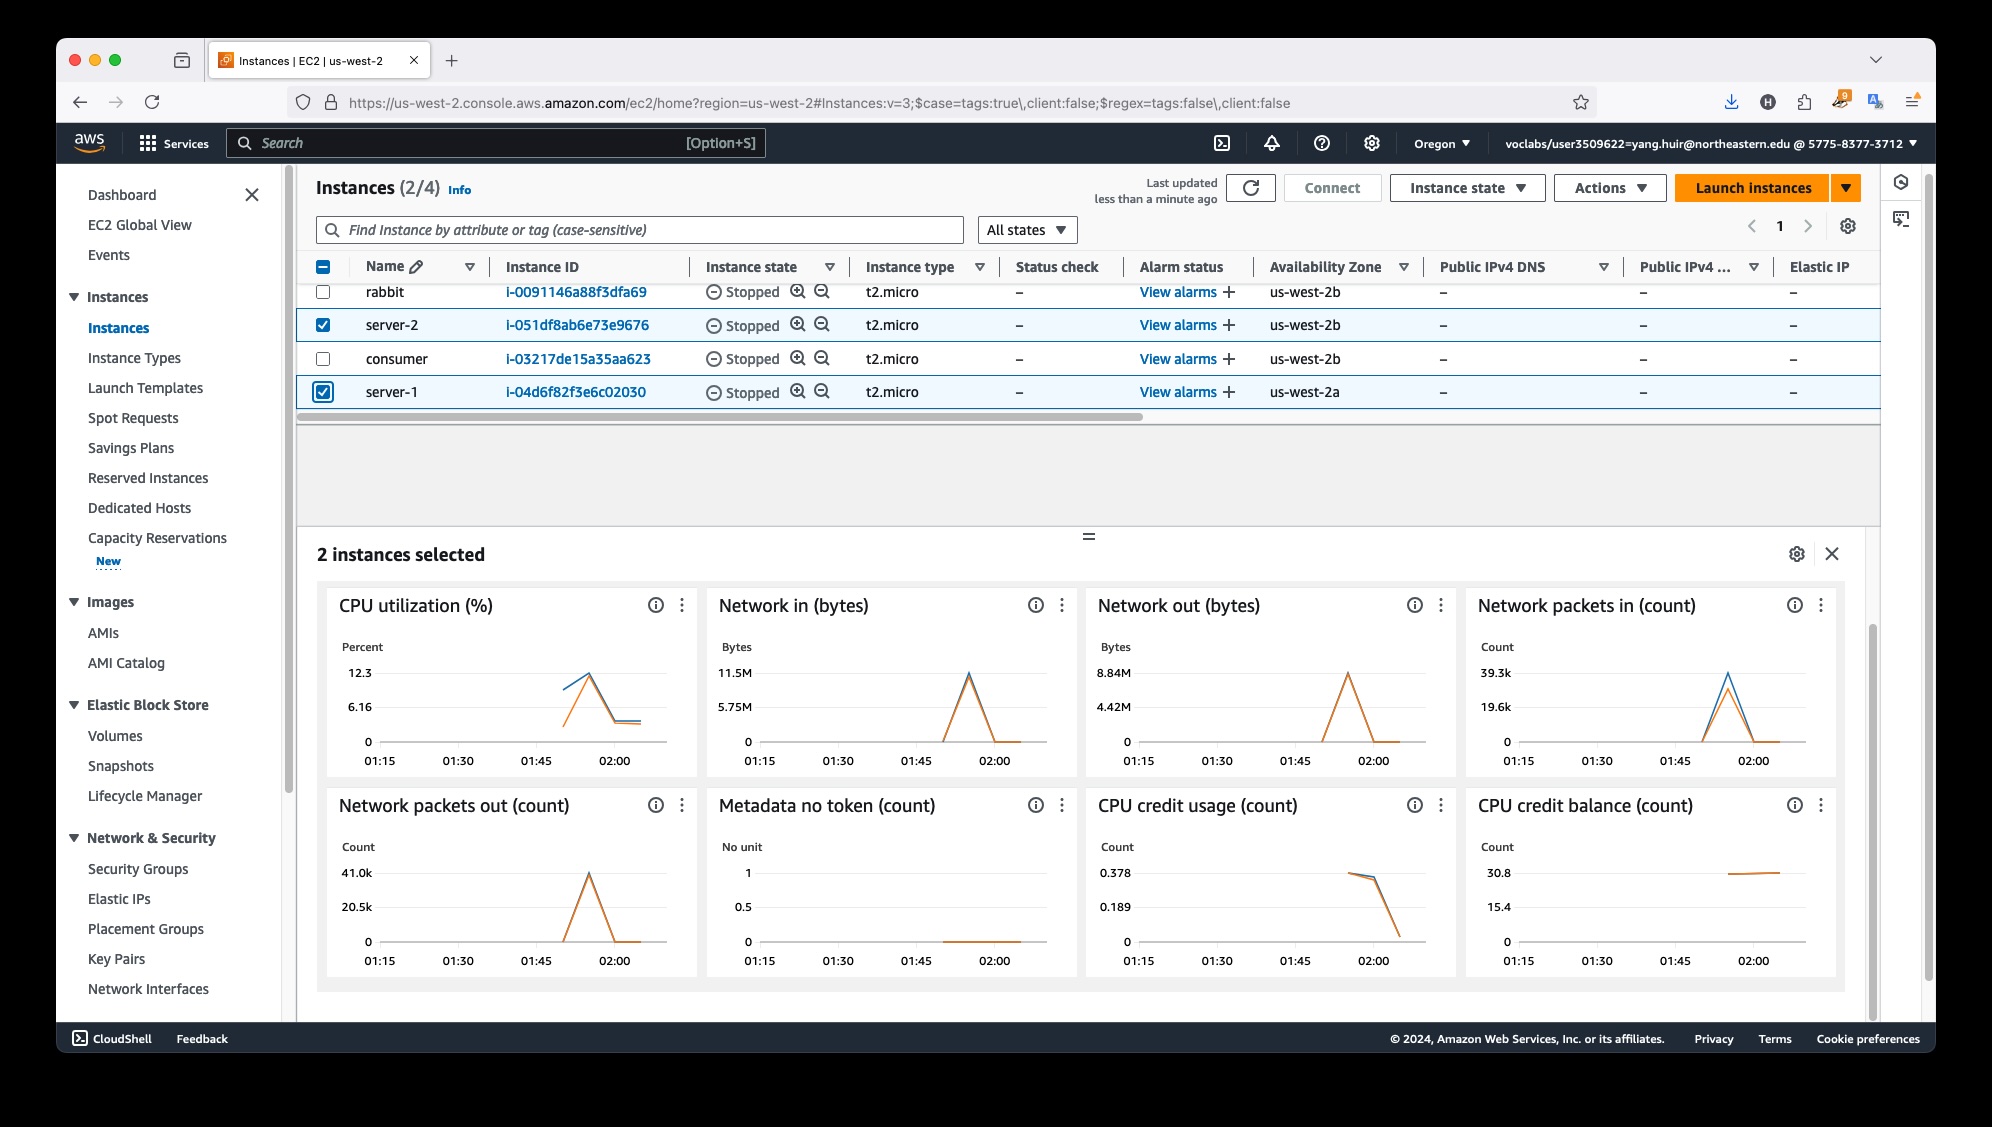 Instances | EC2 | us-west-2
https://us-west-2.console.aws.amazon.com/ec2/home?region=us-west-2#Instances:v=3;$case=tags:true\,client:false;$regex=tags:false\,client:false
H
9
A
aws
Services
Search
[Option+S]
Oregon
voclabs/user3509622=yang.huir@northeastern.edu @ 5775-8377-3712
Dashboard
EC2 Global View
Events
Instances
Instances
Instance Types
Launch Templates
Spot Requests
Savings Plans
Reserved Instances
Dedicated Hosts
Capacity Reservations
New
Images
AMIs
AMI Catalog
Elastic Block Store
Volumes
Snapshots
Lifecycle Manager
Network & Security
Security Groups
Elastic IPs
Placement Groups
Key Pairs
Network Interfaces
Instances (2/4) Info
Last updated
less than a minute ago
Connect
Instance state
Actions
Launch instances
Find Instance by attribute or tag (case-sensitive)
All states
1
Name Instance ID Instance state Instance type Status check Alarm status Availability Zone Public IPv4 DNS Public IPv4 ... Elastic IP
rabbit i-0091146a88f3dfa69 Stopped t2.micro – View alarms + us-west-2b – – –
server-2 i-051df8ab6e73e9676 Stopped t2.micro – View alarms + us-west-2b – – –
consumer i-03217de15a35aa623 Stopped t2.micro – View alarms + us-west-2b – – –
server-1 i-04d6f82f3e6c02030 Stopped t2.micro – View alarms + us-west-2a – – –
2 instances selected
CPU utilization (%)
Percent
12.3
6.16
0
01:15 01:30 01:45 02:00
Network in (bytes)
Bytes
11.5M
5.75M
0
01:15 01:30 01:45 02:00
Network out (bytes)
Bytes
8.84M
4.42M
0
01:15 01:30 01:45 02:00
Network packets in (count)
Count
39.3k
19.6k
0
01:15 01:30 01:45 02:00
Network packets out (count)
Count
41.0k
20.5k
0
01:15 01:30 01:45 02:00
Metadata no token (count)
No unit
1
0.5
0
01:15 01:30 01:45 02:00
CPU credit usage (count)
Count
0.378
0.189
0
01:15 01:30 01:45 02:00
CPU credit balance (count)
Count
30.8
15.4
0
01:15 01:30 01:45 02:00
CloudShell Feedback
© 2024, Amazon Web Services, Inc. or its affiliates. Privacy Terms Cookie preferences